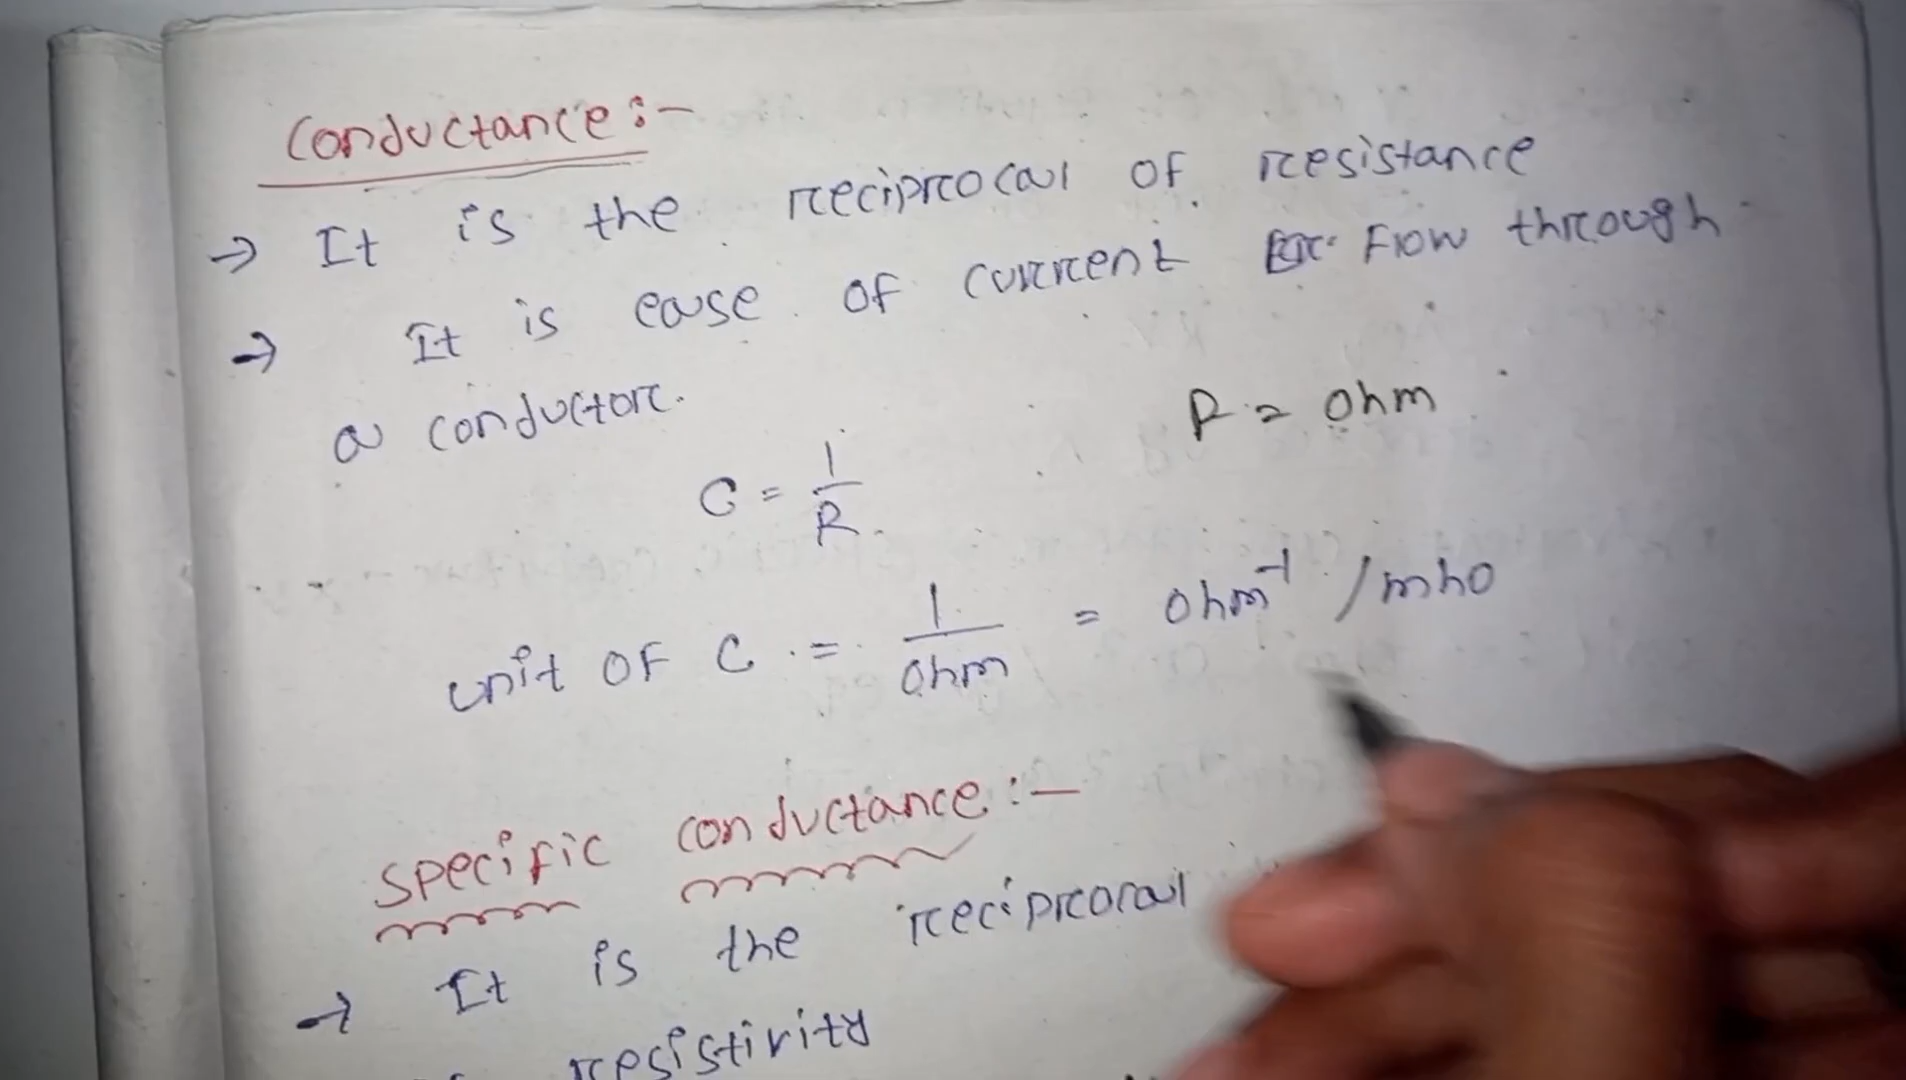 Conductance :-
→ It is the reciprocal of resistance
→ It is ease of current flow through
a conductor.
C = 1/R
R = ohm
unit of C = 1/ohm = ohm⁻¹ / mho
specific conductance :-
→ It is the reciprocal
resistivity